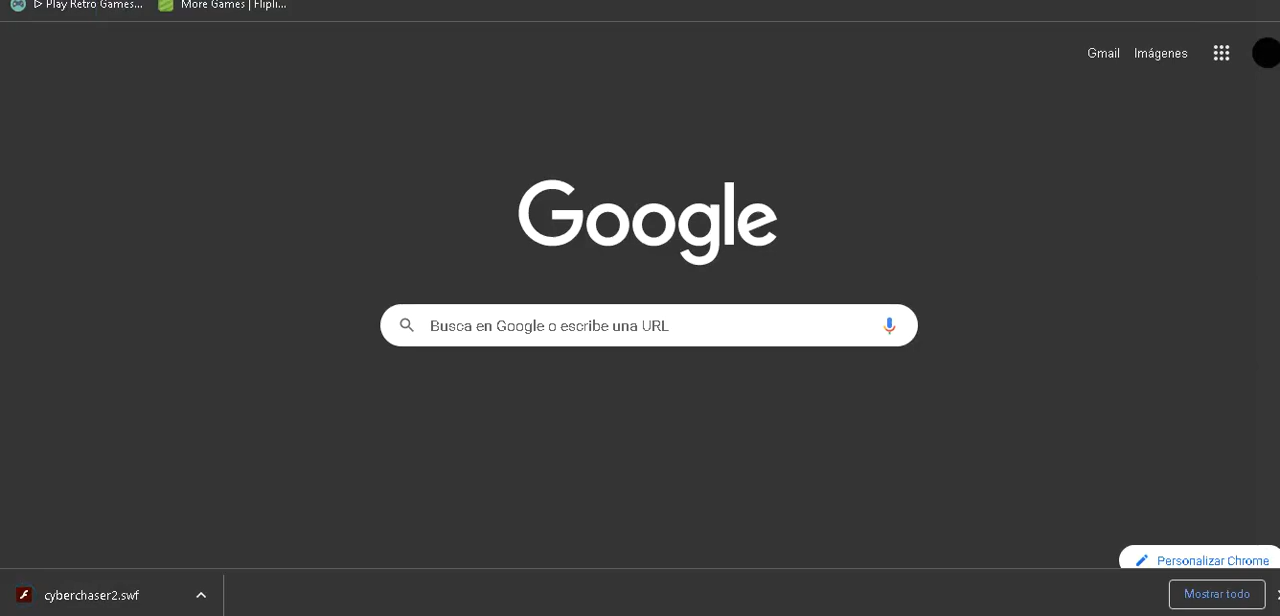 Play Retro Games...
More Games | Flipli...
Gmail
Imágenes
Google
Busca en Google o escribe una URL
Personalizar Chrome
cyberchaser2.swf
Mostrar todo